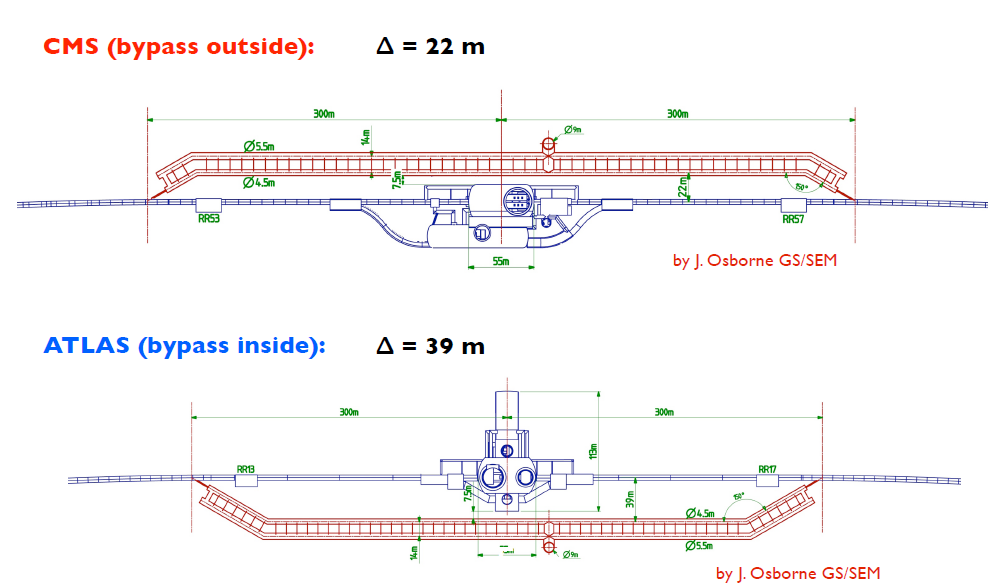 CMS (bypass outside): Δ = 22 m
300m 300m
Ø9m
14m
Ø5.5m
7.5m
Ø4.5m
22m
150°
RR53 RR57
55m
by J. Osborne GS/SEM
ATLAS (bypass inside): Δ = 39 m
300m 300m
113m
RR13 RR17
7.5m
39m
150°
Ø4.5m
Ø5.5m
14m
Ø9m
by J. Osborne GS/SEM